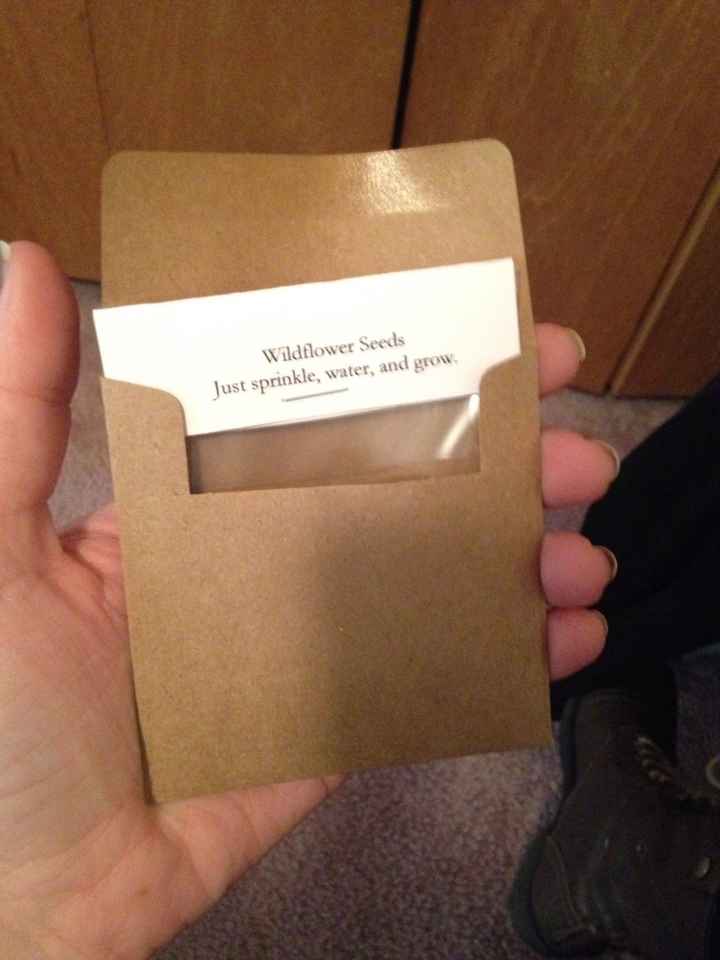 Wildflower Seeds
Just sprinkle, water, and grow.